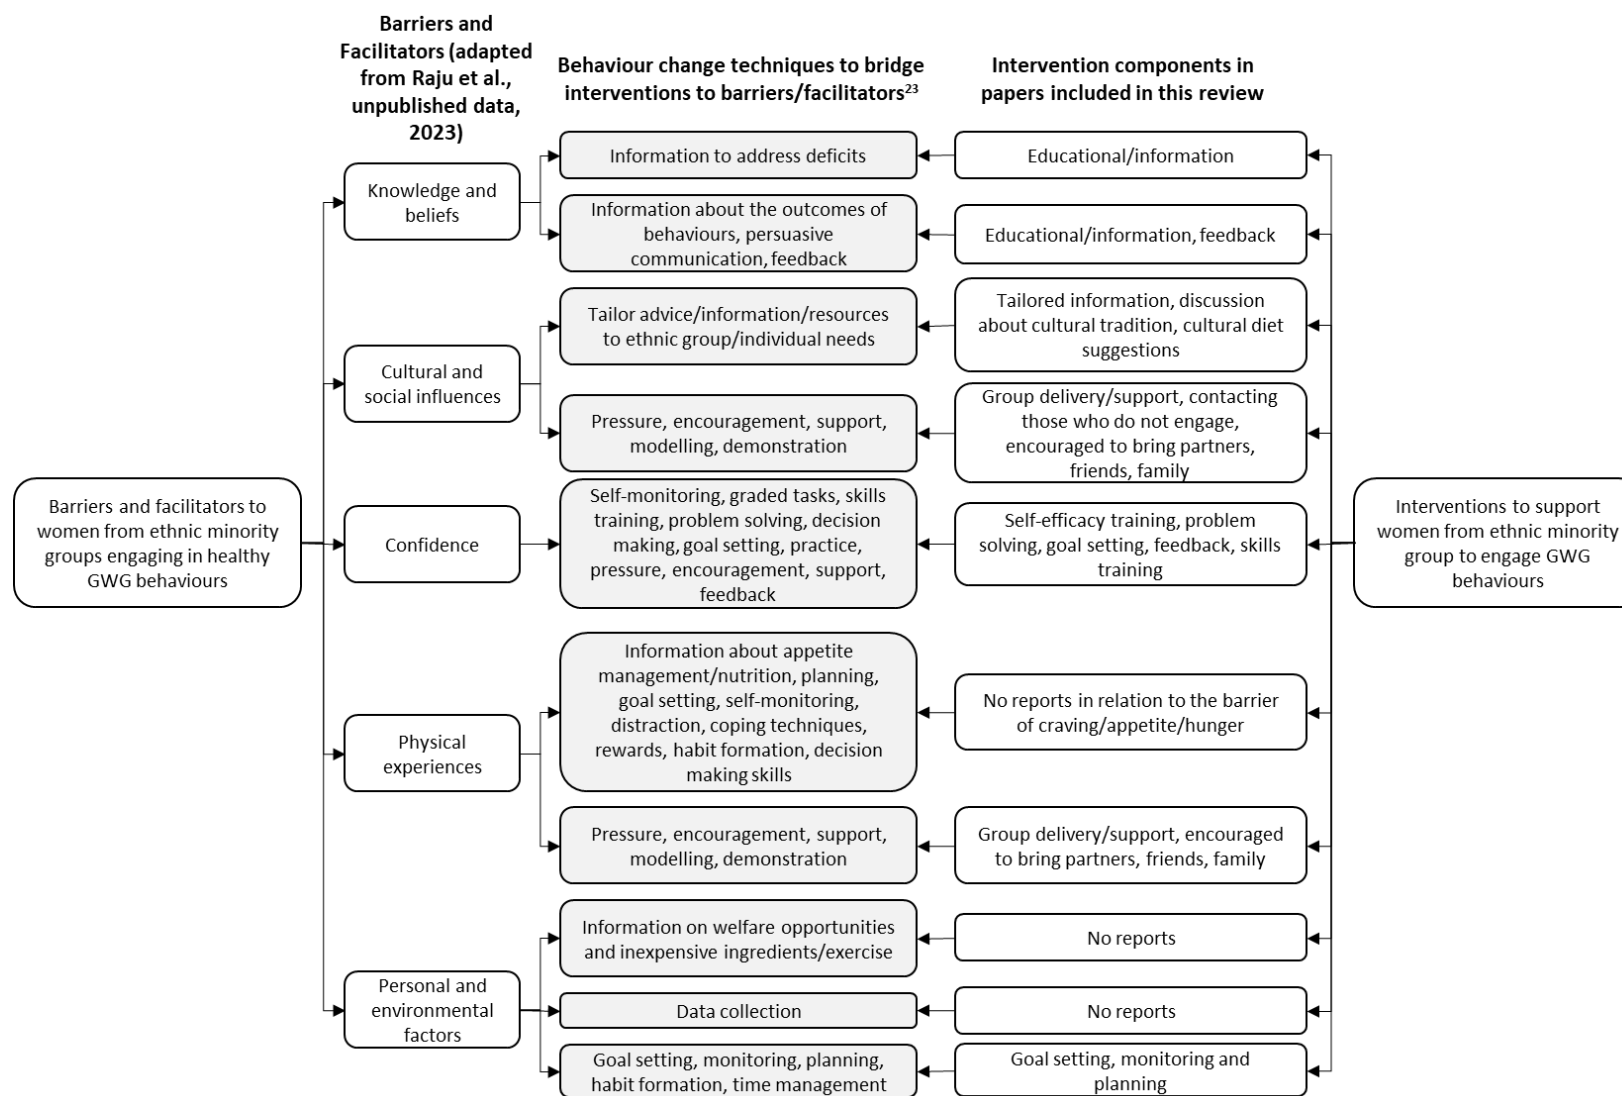 Barriers and
Facilitators (adapted
from Raju et al.,
unpublished data,
2023)
Behaviour change techniques to bridge
interventions to barriers/facilitators²³
Intervention components in
papers included in this review
Barriers and facilitators to
women from ethnic minority
groups engaging in healthy
GWG behaviours
Knowledge and
beliefs
Information to address deficits
Educational/information
Information about the outcomes of
behaviours, persuasive
communication, feedback
Educational/information, feedback
Cultural and
social influences
Tailor advice/information/resources
to ethnic group/individual needs
Tailored information, discussion
about cultural tradition, cultural diet
suggestions
Pressure, encouragement, support,
modelling, demonstration
Group delivery/support, contacting
those who do not engage,
encouraged to bring partners,
friends, family
Confidence
Self-monitoring, graded tasks, skills
training, problem solving, decision
making, goal setting, practice,
pressure, encouragement, support,
feedback
Self-efficacy training, problem
solving, goal setting, feedback, skills
training
Physical
experiences
Information about appetite
management/nutrition, planning,
goal setting, self-monitoring,
distraction, coping techniques,
rewards, habit formation, decision
making skills
No reports in relation to the barrier
of craving/appetite/hunger
Pressure, encouragement, support,
modelling, demonstration
Group delivery/support, encouraged
to bring partners, friends, family
Personal and
environmental
factors
Information on welfare opportunities
and inexpensive ingredients/exercise
No reports
Data collection
No reports
Goal setting, monitoring, planning,
habit formation, time management
Goal setting, monitoring and
planning
Interventions to support
women from ethnic minority
group to engage GWG
behaviours